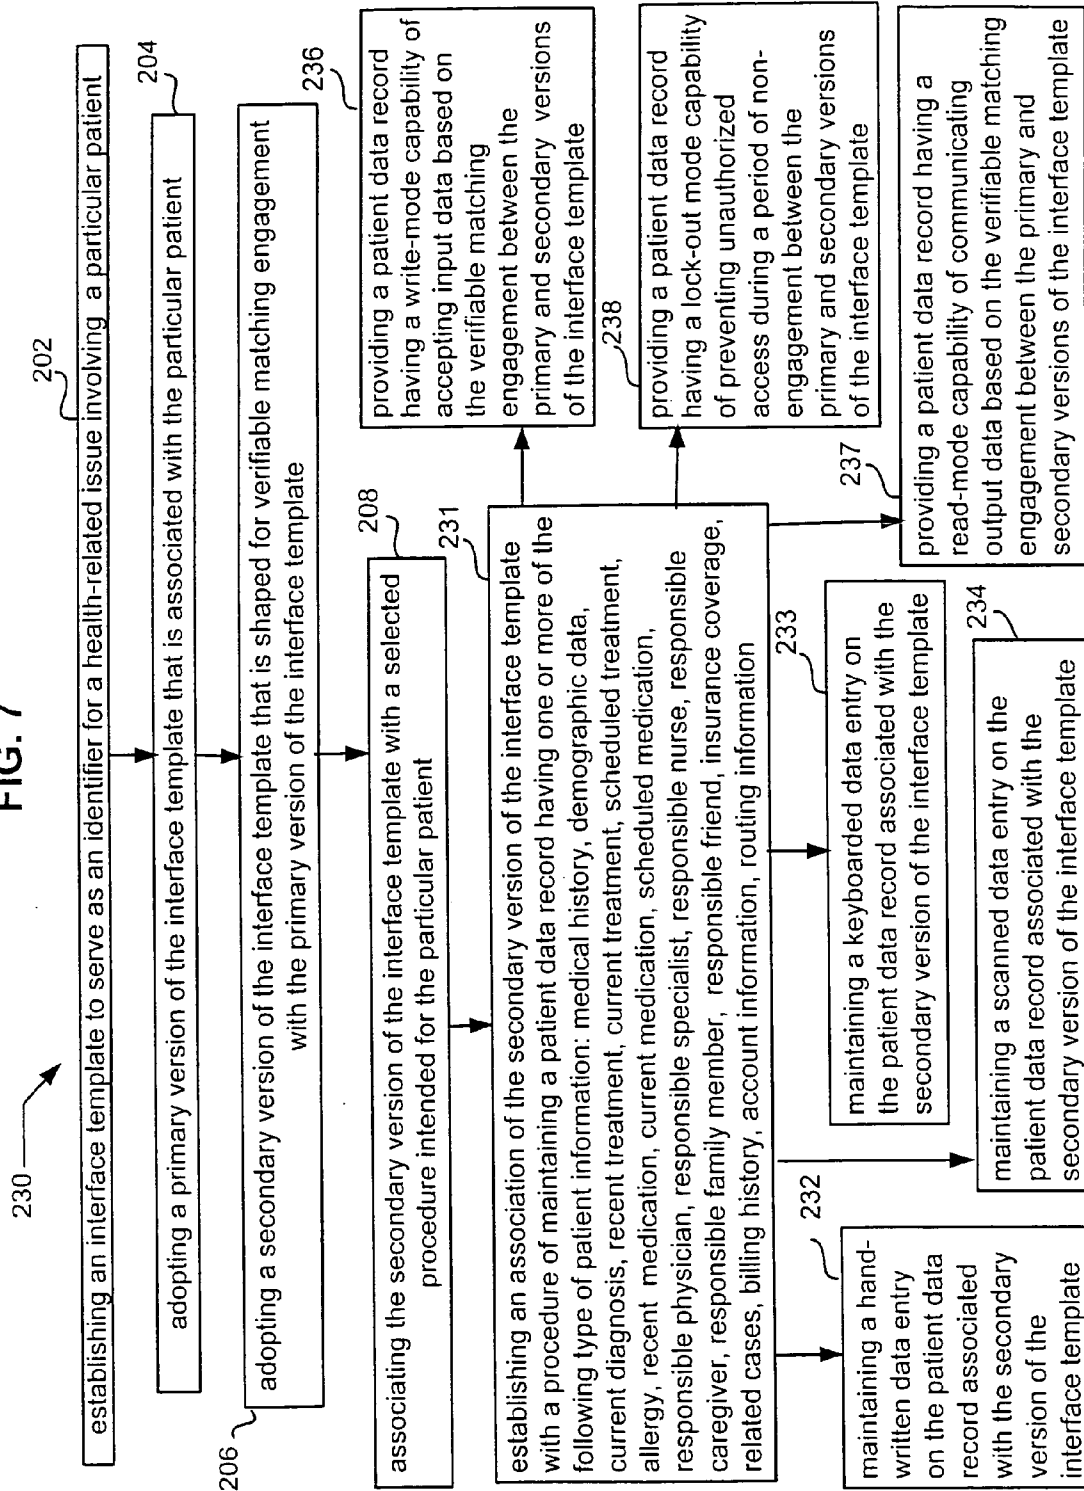 FIG. 7
230
202
establishing an interface template to serve as an identifier for a health-related issue involving a particular patient
204
adopting a primary version of the interface template that is associated with the particular patient
206
adopting a secondary version of the interface template that is shaped for verifiable matching engagement
with the primary version of the interface template
208
associating the secondary version of the interface template with a selected
procedure intended for the particular patient
231
establishing an association of the secondary version of the interface template
with a procedure of maintaining a patient data record having one or more of the
following type of patient information: medical history, demographic data,
current diagnosis, recent treatment, current treatment, scheduled treatment,
allergy, recent medication, current medication, scheduled medication,
responsible physician, responsible specialist, responsible nurse, responsible
caregiver, responsible family member, responsible friend, insurance coverage,
related cases, billing history, account information, routing information
236
providing a patient data record
having a write-mode capability of
accepting input data based on
the verifiable matching
engagement between the
primary and secondary versions
of the interface template
238
providing a patient data record
having a lock-out mode capability
of preventing unauthorized
access during a period of non-
engagement between the
primary and secondary versions
of the interface template
237
providing a patient data record having a
read-mode capability of communicating
output data based on the verifiable matching
engagement between the primary and
secondary versions of the interface template
232
maintaining a hand-
written data entry
on the patient data
record associated
with the secondary
version of the
interface template
233
maintaining a keyboarded data entry on
the patient data record associated with the
secondary version of the interface template
234
maintaining a scanned data entry on the
patient data record associated with the
secondary version of the interface template